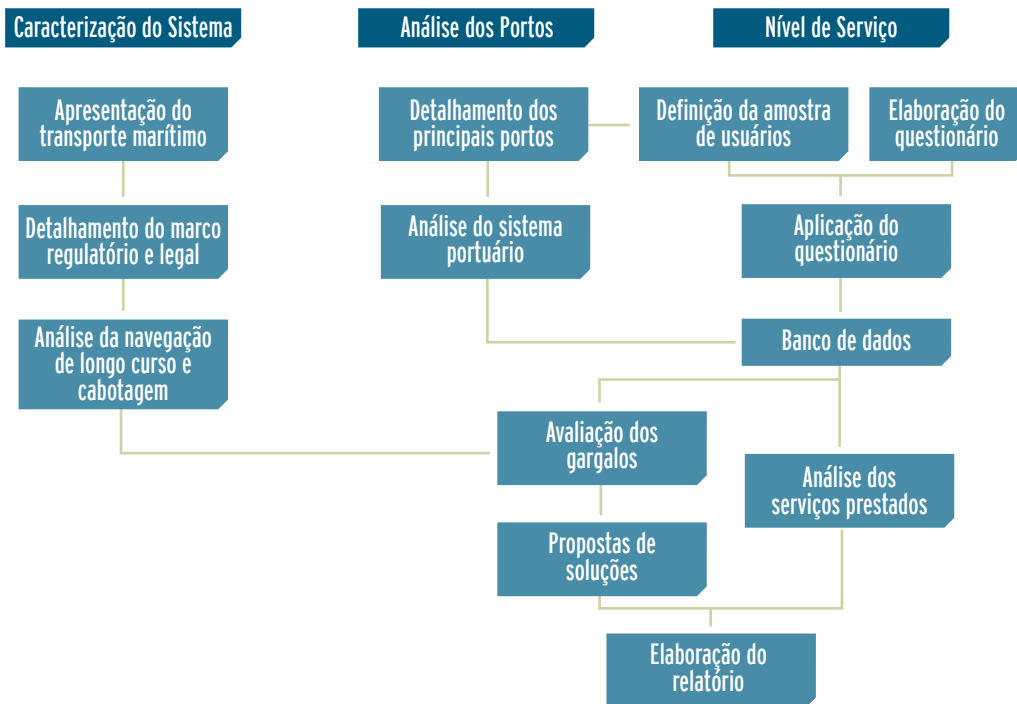 Caracterização do Sistema
Análise dos Portos
Nível de Serviço
Apresentação do
transporte marítimo
Detalhamento dos
principais portos
Definição da amostra
de usuários
Elaboração do
questionário
Detalhamento do marco
regulatório e legal
Análise do sistema
portuário
Aplicação do
questionário
Análise da navegação
de longo curso e
cabotagem
Banco de dados
Avaliação dos
gargalos
Análise dos
serviços prestados
Propostas de
soluções
Elaboração do
relatório